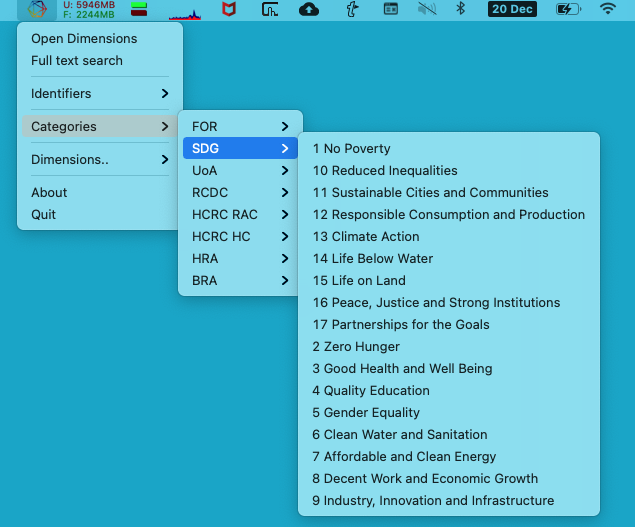 U: 5946MB
F: 2244MB
20 Dec
Open Dimensions
Full text search
Identifiers
Categories
Dimensions..
About
Quit
FOR
SDG
UoA
RCDC
HCRC RAC
HCRC HC
HRA
BRA
1 No Poverty
10 Reduced Inequalities
11 Sustainable Cities and Communities
12 Responsible Consumption and Production
13 Climate Action
14 Life Below Water
15 Life on Land
16 Peace, Justice and Strong Institutions
17 Partnerships for the Goals
2 Zero Hunger
3 Good Health and Well Being
4 Quality Education
5 Gender Equality
6 Clean Water and Sanitation
7 Affordable and Clean Energy
8 Decent Work and Economic Growth
9 Industry, Innovation and Infrastructure